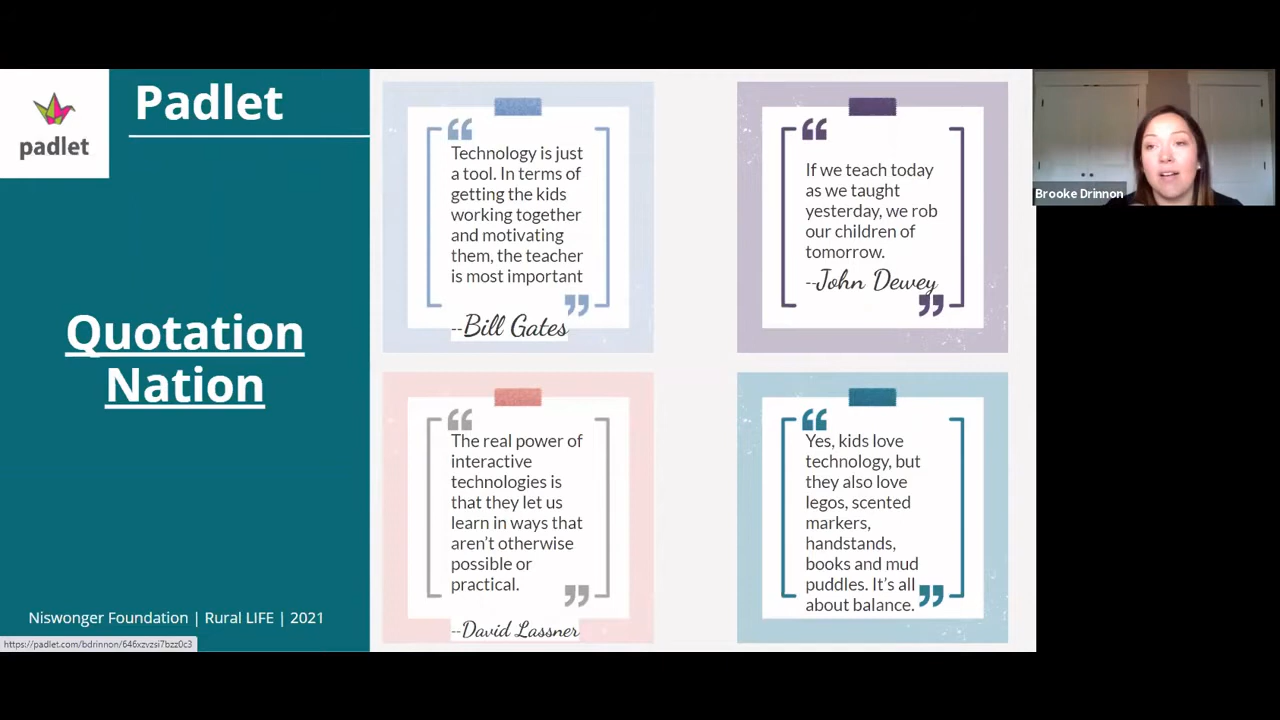 padlet
Padlet
Quotation
Nation
Niswonger Foundation | Rural LIFE | 2021
https://padlet.com/bdrinnon/646xzvzsi7bzz0c3
“
Technology is just
a tool. In terms of
getting the kids
working together
and motivating
them, the teacher
is most important
”
--Bill Gates
“
If we teach today
as we taught
yesterday, we rob
our children of
tomorrow.
--John Dewey
”
“
The real power of
interactive
technologies is
that they let us
learn in ways that
aren't otherwise
possible or
practical.
”
--David Lassner
“
Yes, kids love
technology, but
they also love
legos, scented
markers,
handstands,
books and mud
puddles. It's all
about balance.
”
Brooke Drinnon